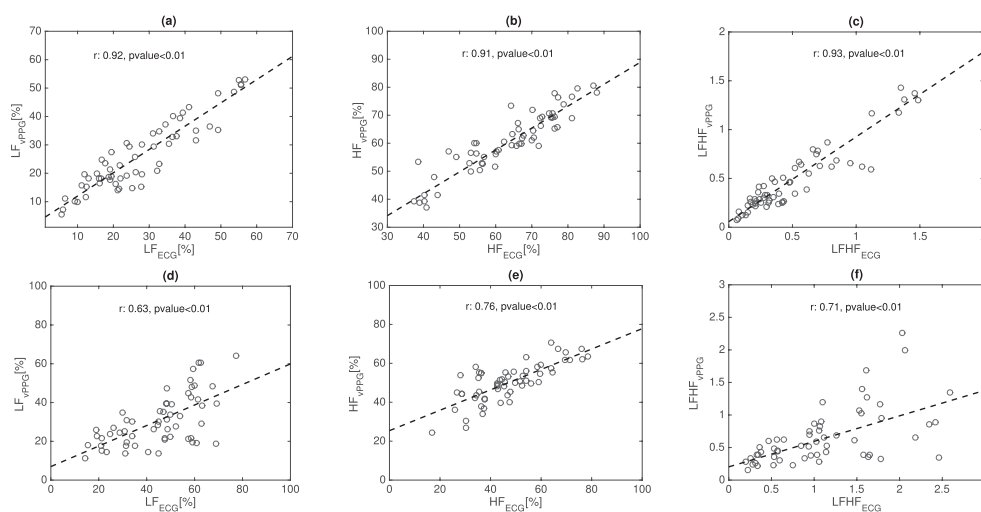 (a)
r: 0.92, pvalue<0.01
LF_vPPG[%]
70
60
50
40
30
20
10
10 20 30 40 50 60 70
LF_ECG[%]
(b)
r: 0.91, pvalue<0.01
HF_vPPG[%]
100
90
80
70
60
50
40
30
30 40 50 60 70 80 90 100
HF_ECG[%]
(c)
r: 0.93, pvalue<0.01
LFHF_vPPG
2
1.5
1
0.5
0
0 0.5 1 1.5
LFHF_ECG
(d)
r: 0.63, pvalue<0.01
LF_vPPG[%]
100
80
60
40
20
0
0 20 40 60 80 100
LF_ECG[%]
(e)
r: 0.76, pvalue<0.01
HF_vPPG[%]
100
80
60
40
20
0
0 20 40 60 80 100
HF_ECG[%]
(f)
r: 0.71, pvalue<0.01
LFHF_vPPG
3
2.5
2
1.5
1
0.5
0
0 0.5 1 1.5 2 2.5
LFHF_ECG